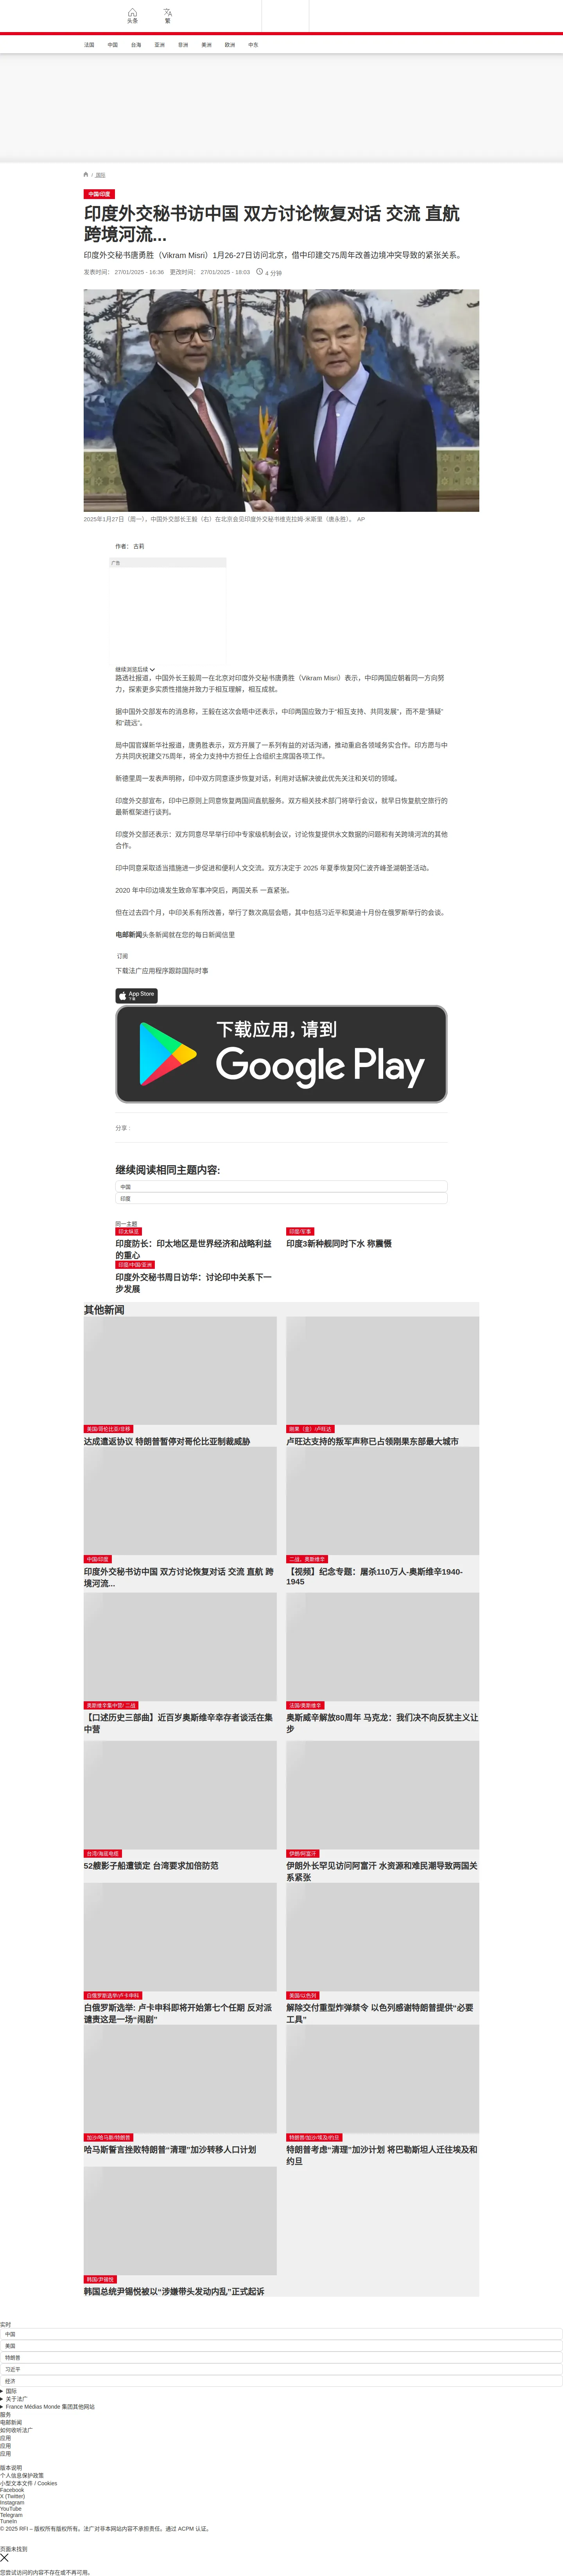 头条
繁
法国 中国 台海 亚洲 非洲 美洲 欧洲 中东
/ 国际
中国/印度
印度外交秘书访中国 双方讨论恢复对话 交流 直航
跨境河流...
印度外交秘书唐勇胜（Vikram Misri）1月26-27日访问北京，借中印建交75周年改善边境冲突导致的紧张关系。
发表时间： 27/01/2025 - 16:36 更改时间： 27/01/2025 - 18:03 4 分钟
2025年1月27日（周一），中国外交部长王毅（右）在北京会见印度外交秘书维克拉姆-米斯里（唐永胜）。 AP
作者： 古莉
广告
继续浏览后续
路透社报道，中国外长王毅周一在北京对印度外交秘书唐勇胜（Vikram Misri）表示，中印两国应朝着同一方向努
力，探索更多实质性措施并致力于相互理解，相互成就。
据中国外交部发布的消息称，王毅在这次会晤中还表示，中印两国应致力于“相互支持、共同发展”，而不是“猜疑”
和“疏远”。
局中国官媒新华社报道，唐勇胜表示，双方开展了一系列有益的对话沟通，推动重启各领域务实合作。印方愿与中
方共同庆祝建交75周年，将全力支持中方担任上合组织主席国各项工作。
新德里周一发表声明称，印中双方同意逐步恢复对话，利用对话解决彼此优先关注和关切的领域。
印度外交部宣布，印中已原则上同意恢复两国间直航服务。双方相关技术部门将举行会议，就早日恢复航空旅行的
最新框架进行谈判。
印度外交部还表示：双方同意尽早举行印中专家级机制会议，讨论恢复提供水文数据的问题和有关跨境河流的其他
合作。
印中同意采取适当措施进一步促进和便利人文交流。双方决定于 2025 年夏季恢复冈仁波齐峰圣湖朝圣活动。
2020 年中印边境发生致命军事冲突后，两国关系 一直紧张。
但在过去四个月，中印关系有所改善，举行了数次高层会晤，其中包括习近平和莫迪十月份在俄罗斯举行的会谈。
电邮新闻头条新闻就在您的每日新闻信里
订阅
下载法广应用程序跟踪国际时事
App Store
下载
下载应用，请到
Google Play
分享 :
继续阅读相同主题内容:
中国
印度
同一主题
印太纵览
印度防长：印太地区是世界经济和战略利益
的重心
印度/军事
印度3新种舰同时下水 称震慑
印度/中国/亚洲
印度外交秘书周日访华：讨论印中关系下一
步发展
其他新闻
美国/哥伦比亚/非移
达成遣返协议 特朗普暂停对哥伦比亚制裁威胁
刚果（金）/卢旺达
卢旺达支持的叛军声称已占领刚果东部最大城市
中国/印度
印度外交秘书访中国 双方讨论恢复对话 交流 直航 跨
境河流...
二战、奥斯维辛
【视频】纪念专题：屠杀110万人-奥斯维辛1940-
1945
奥斯维辛集中营/ 二战
【口述历史三部曲】近百岁奥斯维辛幸存者谈活在集
中营
法国/奥斯维辛
奥斯威辛解放80周年 马克龙：我们决不向反犹主义让
步
台湾/海底电缆
52艘影子船遭锁定 台湾要求加倍防范
伊朗/阿富汗
伊朗外长罕见访问阿富汗 水资源和难民潮导致两国关
系紧张
白俄罗斯选举/卢卡申科
白俄罗斯选举: 卢卡申科即将开始第七个任期 反对派
谴责这是一场“闹剧”
美国/以色列
解除交付重型炸弹禁令 以色列感谢特朗普提供“必要
工具”
加沙/哈马斯/特朗普
哈马斯誓言挫败特朗普“清理”加沙转移人口计划
特朗普/加沙/埃及/约旦
特朗普考虑“清理”加沙计划 将巴勒斯坦人迁往埃及和
约旦
韩国/尹锡悦
韩国总统尹锡悦被以“涉嫌带头发动内乱”正式起诉
实时
中国
美国
特朗普
习近平
经济
国际
关于法广
France Médias Monde 集团其他网站
服务
电邮新闻
如何收听法广
应用
应用
应用
版本说明
个人信息保护政策
小型文本文件 / Cookies
Facebook
X (Twitter)
Instagram
YouTube
Telegram
TuneIn
© 2025 RFI – 版权所有版权所有。法广对非本网站内容不承担责任。通过 ACPM 认证。
页面未找到
您尝试访问的内容不存在或不再可用。